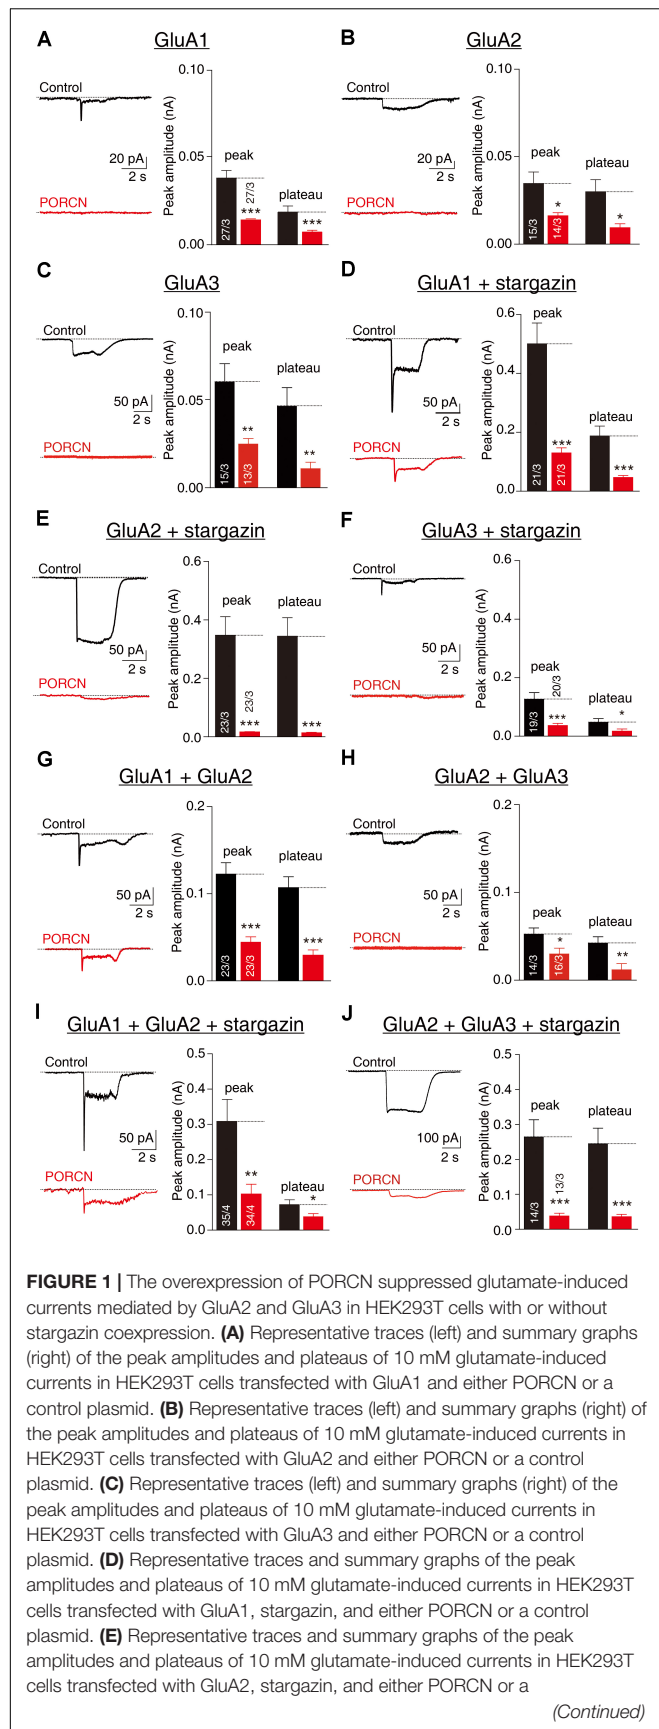 A GluA1
Control
20 pA
2 s
PORCN
Peak amplitude (nA)
0.10
0.05
0.00
peak
plateau
27/3
27/3
***
***
B GluA2
Control
20 pA
2 s
PORCN
Peak amplitude (nA)
0.10
0.05
0.00
peak
plateau
15/3
14/3
*
*
C GluA3
Control
50 pA
2 s
PORCN
Peak amplitude (nA)
0.10
0.05
0.00
peak
plateau
15/3
13/3
**
**
D GluA1 + stargazin
Control
50 pA
2 s
PORCN
Peak amplitude (nA)
0.6
0.4
0.2
0.0
peak
plateau
21/3
21/3
***
***
E GluA2 + stargazin
Control
50 pA
2 s
PORCN
Peak amplitude (nA)
0.6
0.4
0.2
0.0
peak
plateau
23/3
23/3
***
***
F GluA3 + stargazin
Control
50 pA
2 s
PORCN
Peak amplitude (nA)
0.6
0.4
0.2
0.0
peak
plateau
19/3
20/3
***
*
G GluA1 + GluA2
Control
50 pA
2 s
PORCN
Peak amplitude (nA)
0.2
0.1
0.0
peak
plateau
23/3
23/3
***
***
H GluA2 + GluA3
Control
50 pA
2 s
PORCN
Peak amplitude (nA)
0.2
0.1
0.0
peak
plateau
14/3
16/3
*
**
I GluA1 + GluA2 + stargazin
Control
50 pA
2 s
PORCN
Peak amplitude (nA)
0.5
0.4
0.3
0.2
0.1
0.0
peak
plateau
35/4
34/4
**
*
J GluA2 + GluA3 + stargazin
Control
100 pA
2 s
PORCN
Peak amplitude (nA)
0.5
0.4
0.3
0.2
0.1
0.0
peak
plateau
14/3
13/3
***
***
FIGURE 1 | The overexpression of PORCN suppressed glutamate-induced
currents mediated by GluA2 and GluA3 in HEK293T cells with or without
stargazin coexpression. (A) Representative traces (left) and summary graphs
(right) of the peak amplitudes and plateaus of 10 mM glutamate-induced
currents in HEK293T cells transfected with GluA1 and either PORCN or a
control plasmid. (B) Representative traces (left) and summary graphs (right) of
the peak amplitudes and plateaus of 10 mM glutamate-induced currents in
HEK293T cells transfected with GluA2 and either PORCN or a control
plasmid. (C) Representative traces (left) and summary graphs (right) of the
peak amplitudes and plateaus of 10 mM glutamate-induced currents in
HEK293T cells transfected with GluA3 and either PORCN or a control
plasmid. (D) Representative traces and summary graphs of the peak
amplitudes and plateaus of 10 mM glutamate-induced currents in HEK293T
cells transfected with GluA1, stargazin, and either PORCN or a control
plasmid. (E) Representative traces and summary graphs of the peak
amplitudes and plateaus of 10 mM glutamate-induced currents in HEK293T
cells transfected with GluA2, stargazin, and either PORCN or a
(Continued)